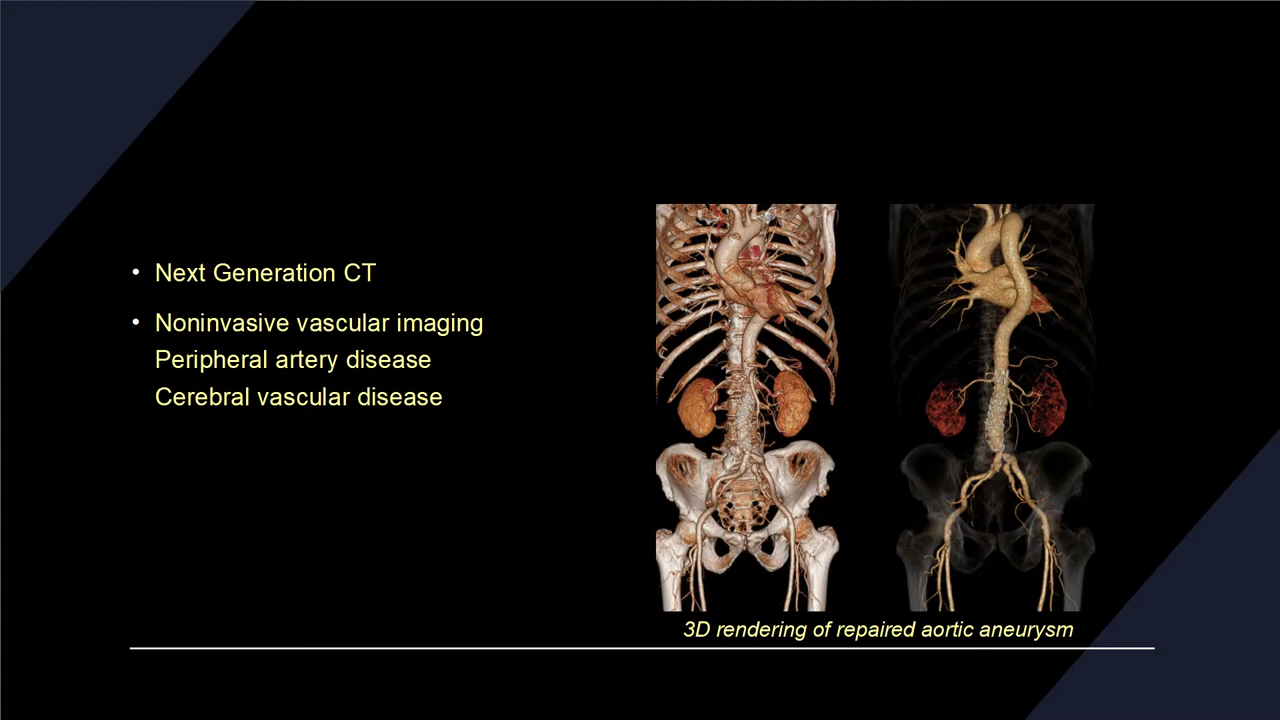 • Next Generation CT
• Noninvasive vascular imaging
Peripheral artery disease
Cerebral vascular disease
3D rendering of repaired aortic aneurysm